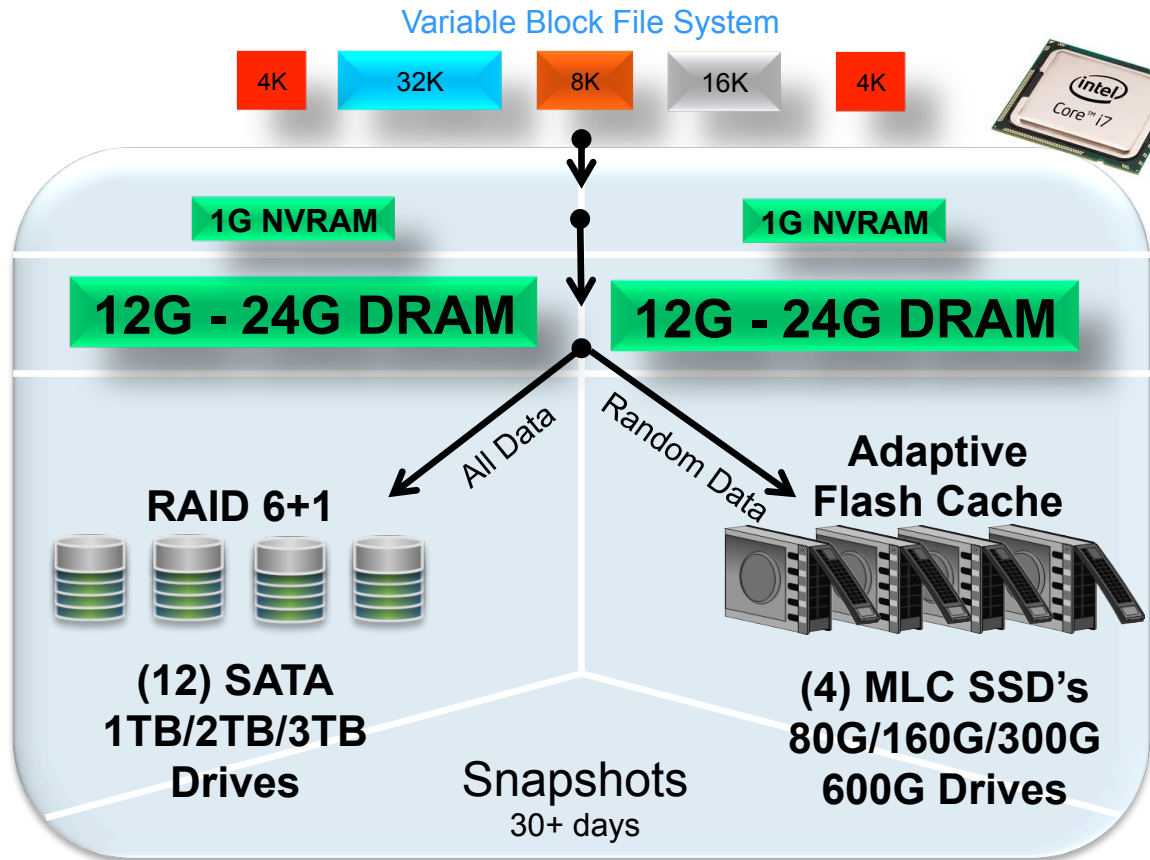 Variable Block File System
4K
32K
8K
16K
4K
intel
Core™ i7
1G NVRAM
1G NVRAM
12G - 24G DRAM
12G - 24G DRAM
All Data
Random Data
RAID 6+1
Adaptive
Flash Cache
(12) SATA
1TB/2TB/3TB
Drives
(4) MLC SSD’s
80G/160G/300G
600G Drives
Snapshots
30+ days